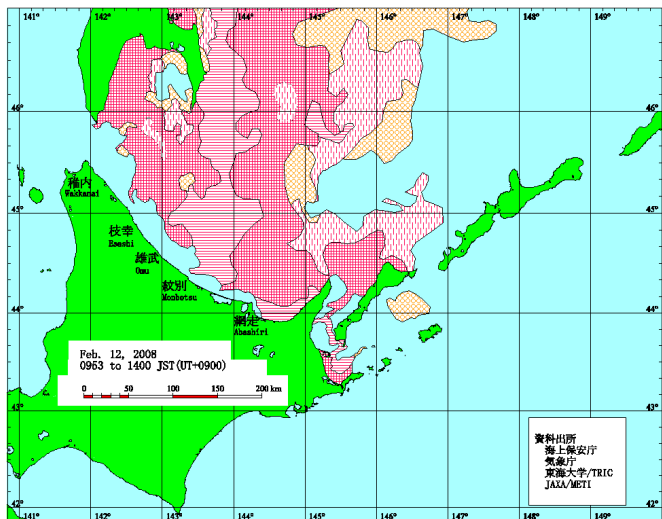 141° 142° 143° 144° 145° 146° 147° 148° 149°
46° 46°
45° 45°
44° 44°
43° 43°
42° 42°
稚内
Wakkanai
枝幸
Esashi
雄武
Omu
紋別
Monbetsu
網走
Abashiri
Feb. 12, 2008
0953 to 1400 JST(UT+0900)
0 50 100 150 200 km
資料出所
海上保安庁
気象庁
東海大学/TRIC
JAXA/METI
141° 142° 143° 144° 145° 146° 147° 148° 149°